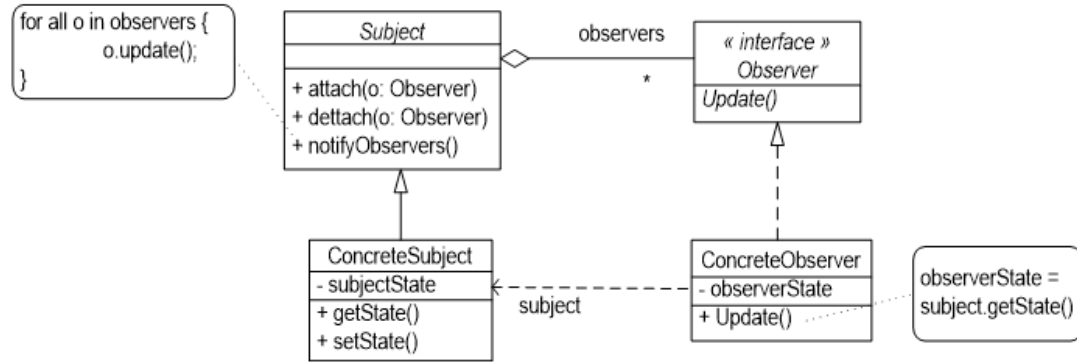 for all o in observers {
o.update();
}
Subject
+ attach(o: Observer)
+ dettach(o: Observer)
+ notifyObservers()
observers
*
« interface »
Observer
Update()
ConcreteSubject
- subjectState
+ getState()
+ setState()
subject
ConcreteObserver
- observerState
+ Update()
observerState =
subject.getState()